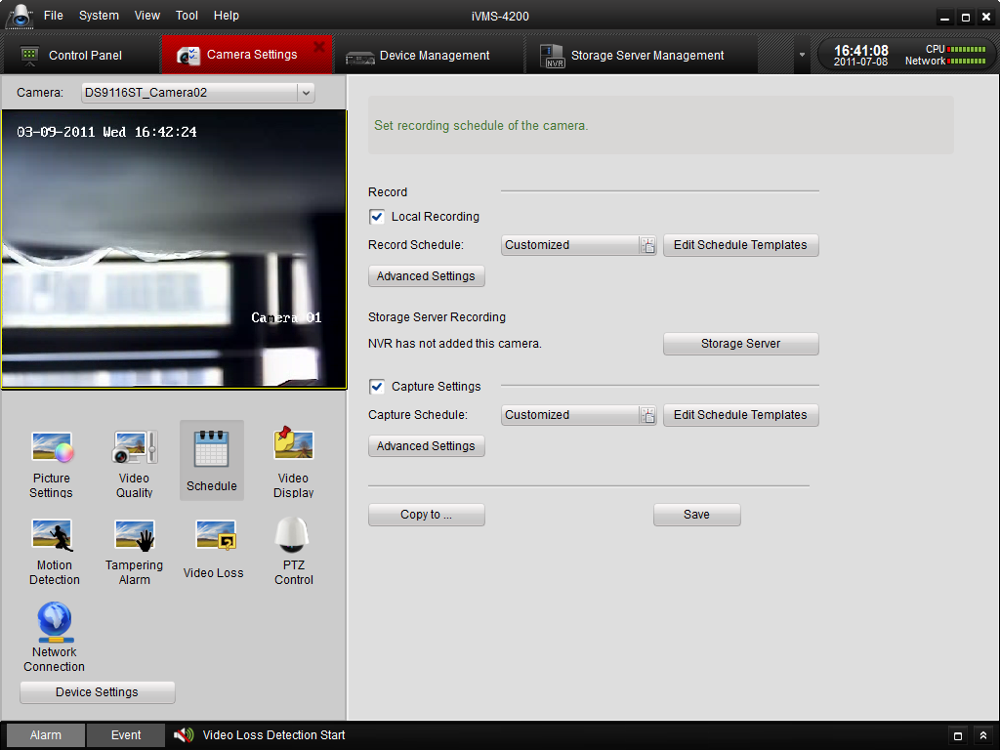 File System View Tool Help
iVMS-4200
Control Panel
Camera Settings
Device Management
NVR
Storage Server Management
16:41:08
2011-07-08
CPU
Network
Camera:
DS9116ST_Camera02
03-09-2011 Wed 16:42:24
Camera 01
Picture
Settings
Video
Quality
Schedule
Video
Display
Motion
Detection
Tampering
Alarm
Video Loss
PTZ
Control
Network
Connection
Device Settings
Set recording schedule of the camera.
Record
Local Recording
Record Schedule:
Customized
Edit Schedule Templates
Advanced Settings
Storage Server Recording
NVR has not added this camera.
Storage Server
Capture Settings
Capture Schedule:
Customized
Edit Schedule Templates
Advanced Settings
Copy to ...
Save
Alarm
Event
Video Loss Detection Start